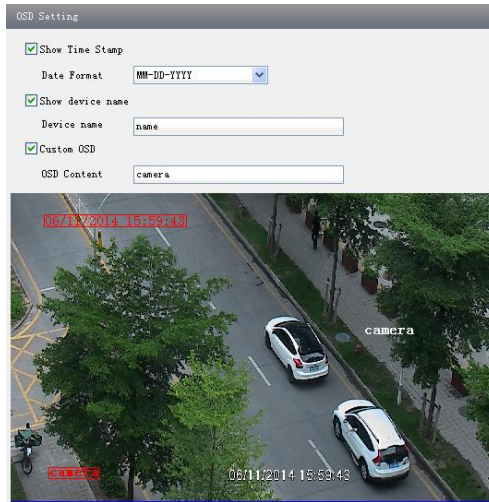 OSD Setting
Show Time Stamp
Date Format MM-DD-YYYY
Show device name
Device name name
Custom OSD
OSD Content camera
06/11/2014 15:59:43
camera
camera
06/11/2014 15:59:43